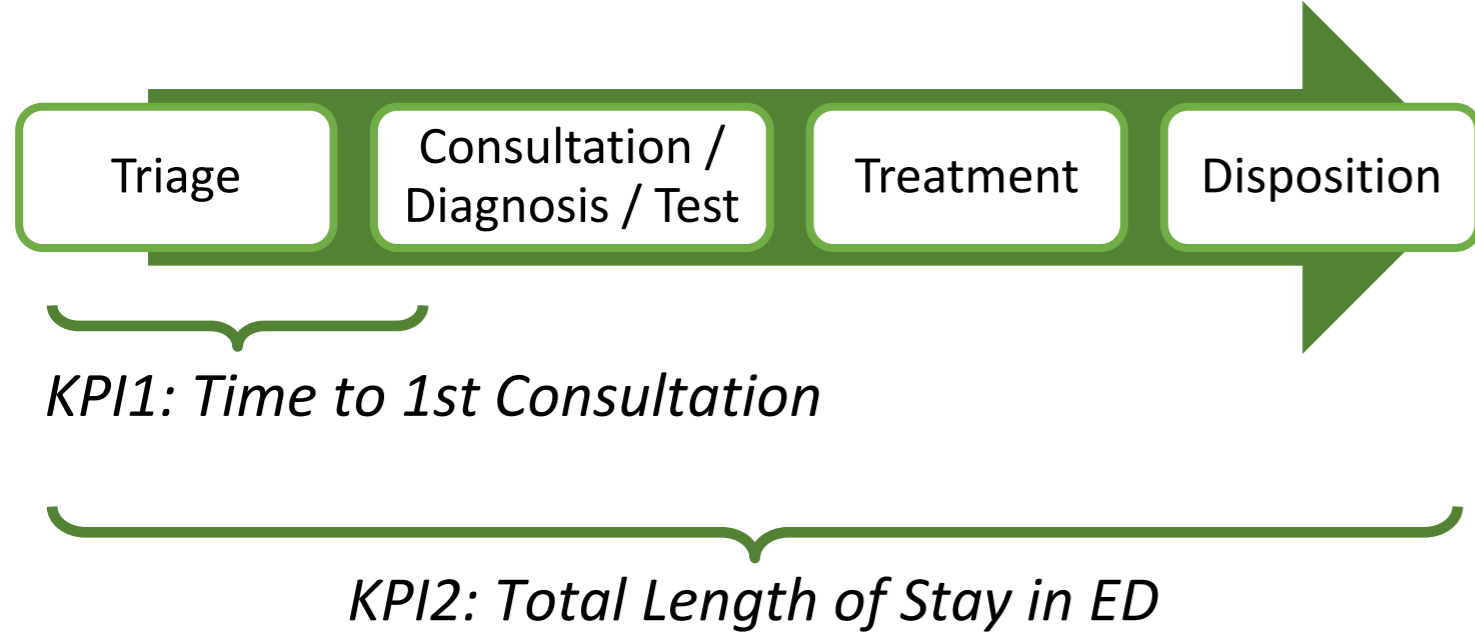 Triage
Consultation /
Diagnosis / Test
Treatment
Disposition
KPI1: Time to 1st Consultation
KPI2: Total Length of Stay in ED